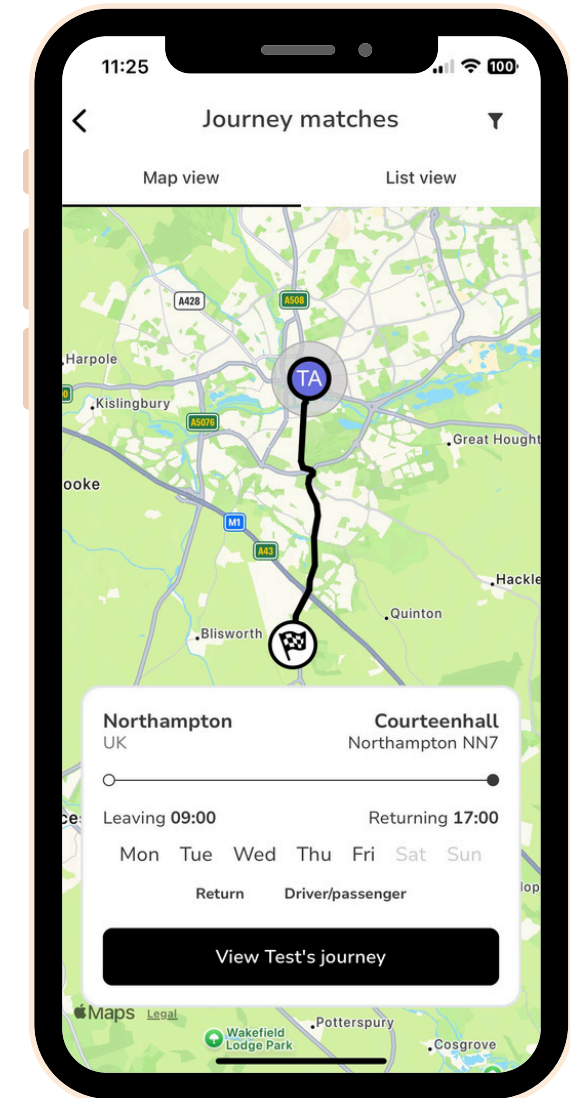 11:25
100
Journey matches
Map view
List view
A428
A508
TA
Harpole
Kislingbury
A5076
Great Hought
ooke
M1
A43
Hackle
Quinton
Blisworth
Northampton
Courteenhall
UK
Northampton NN7
Leaving 09:00
Returning 17:00
Mon Tue Wed Thu Fri Sat Sun
Return
Driver/passenger
View Test's journey
Maps
Legal
Potterspury
Wakefield
Lodge Park
Cosgrove